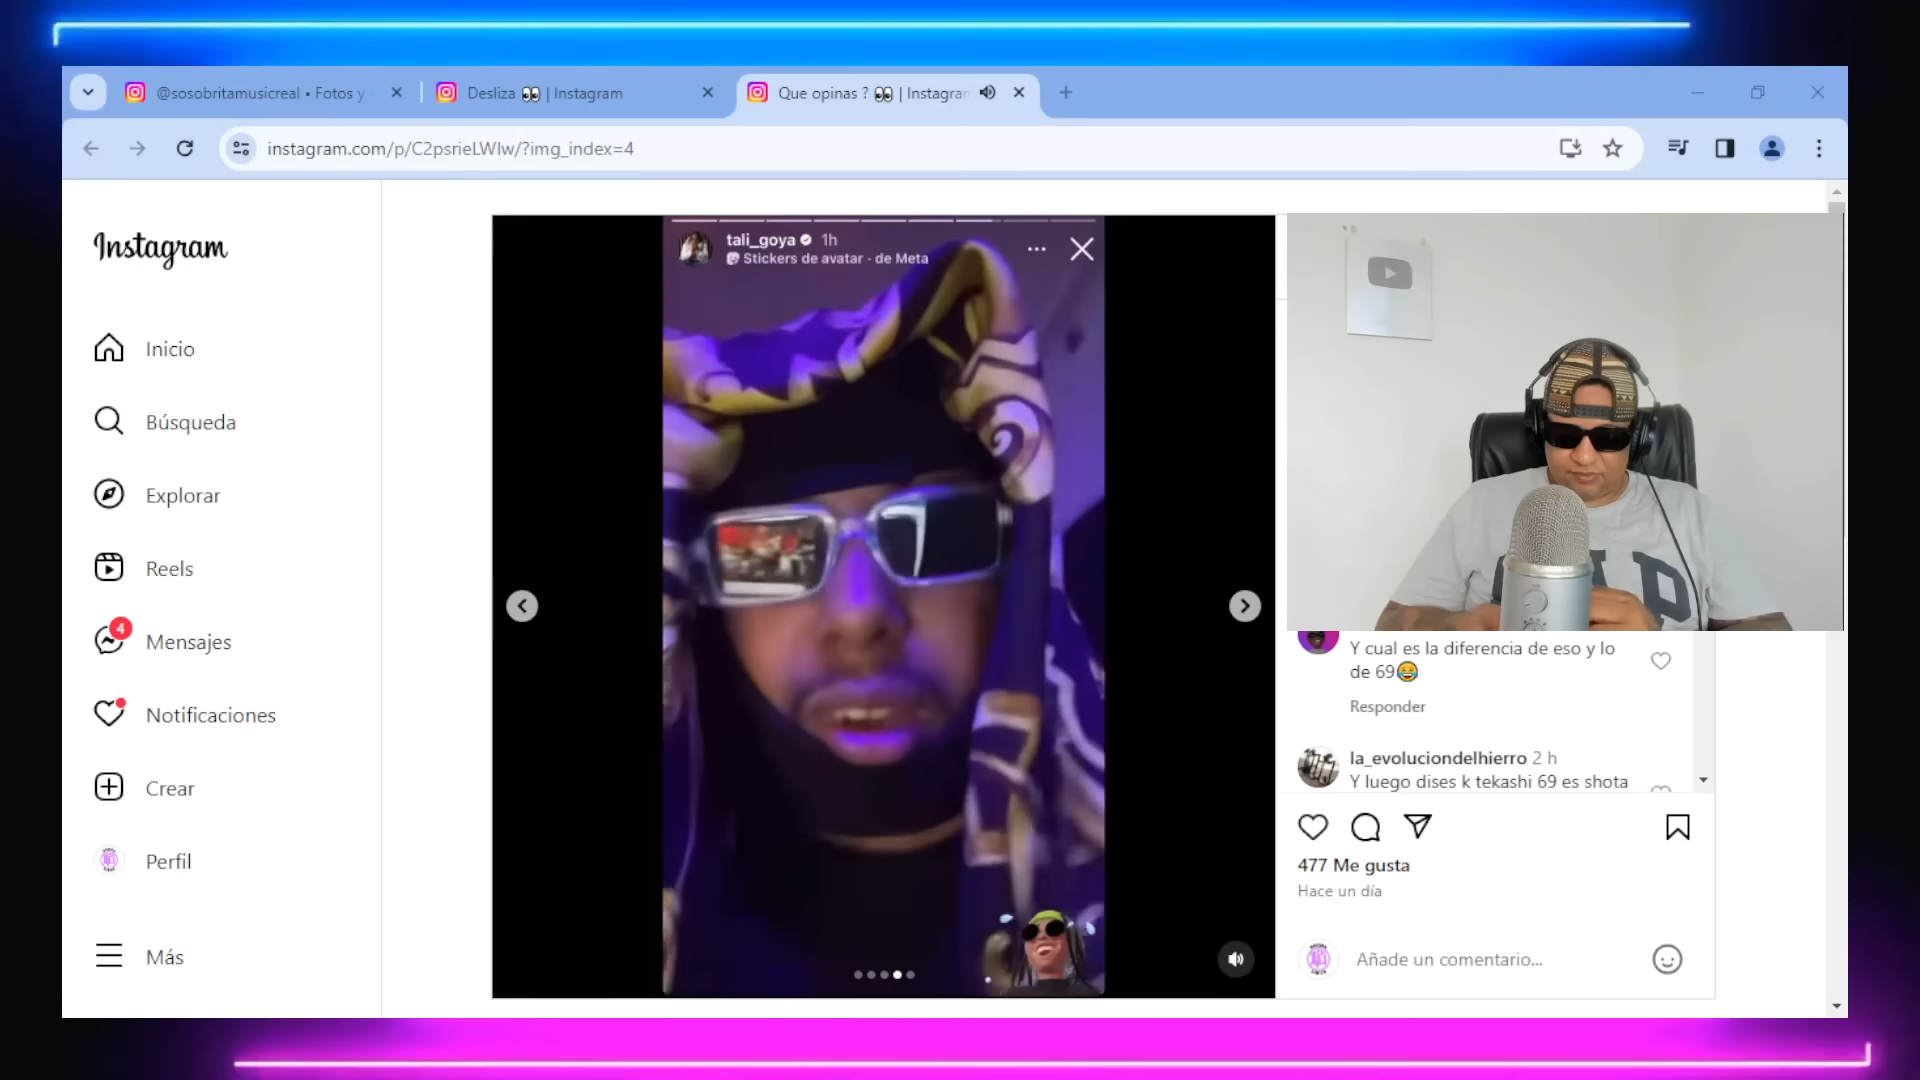 @sosobritamusicreal • Fotos y
Desliza 👀 | Instagram
Que opinas ? 👀 | Instagram
instagram.com/p/C2psrieLWIw/?img_index=4
Instagram
Inicio
Búsqueda
Explorar
Reels
4
Mensajes
Notificaciones
Crear
Perfil
Más
tali_goya 1h
Stickers de avatar - de Meta
Y cual es la diferencia de eso y lo
de 69😂
Responder
la_evoluciondelhierro 2 h
Y luego dises k tekashi 69 es shota
477 Me gusta
Hace un día
Añade un comentario...